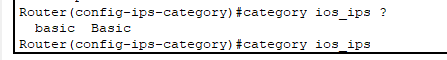 Router(config-ips-category)#category ios_ips ?
  basic  Basic
Router(config-ips-category)#category ios_ips